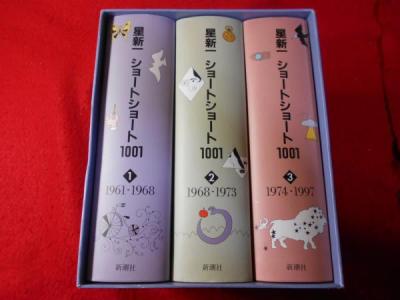 星新一 ショートショート 1001
1
1961-1968
新潮社
星新一 ショートショート 1001
2
1968-1973
新潮社
星新一 ショートショート 1001
3
1974-1997
新潮社